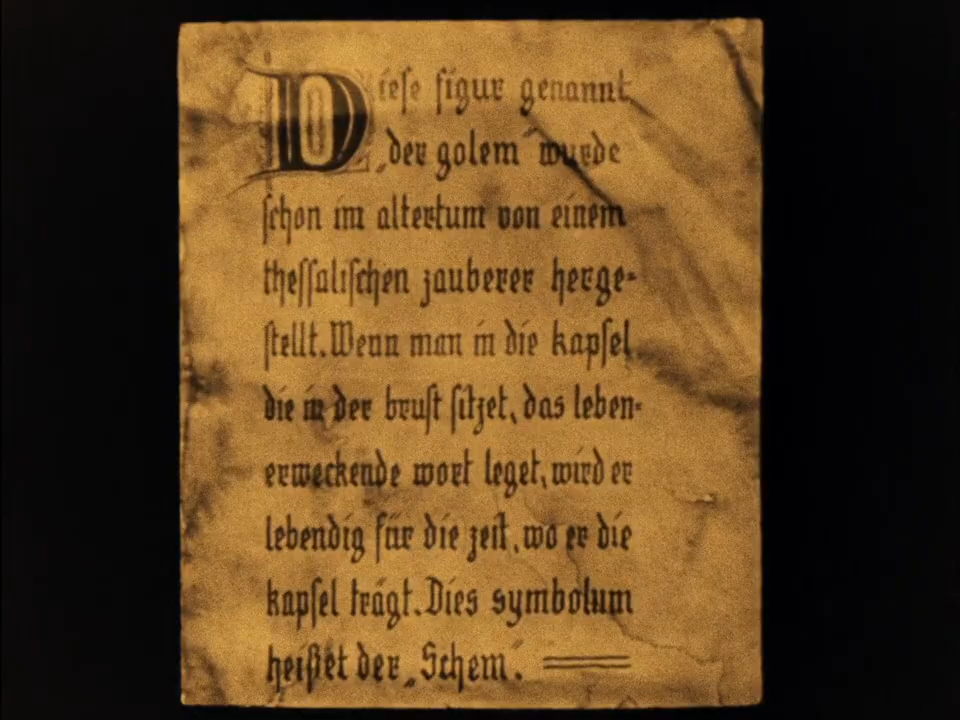 Diese figur genannt
„der golem“ wurde
schon im altertum von einem
thessalischen zauberer herge-
stellt. Wenn man in die kapsel,
die in der brust sitzet, das leben-
erweckende wort leget, wird er
lebendig für die zeit, wo er die
kapsel trägt. Dies symbolum
heißet der „Schem“.